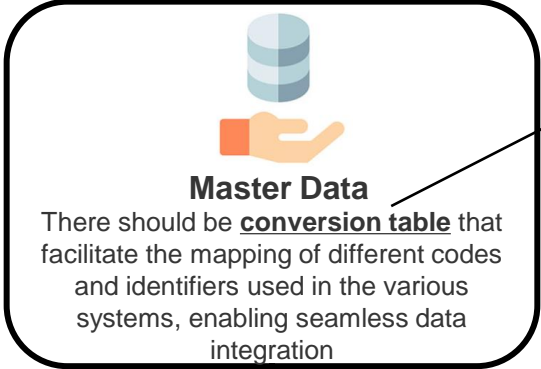 Master Data
There should be conversion table that
facilitate the mapping of different codes
and identifiers used in the various
systems, enabling seamless data
integration